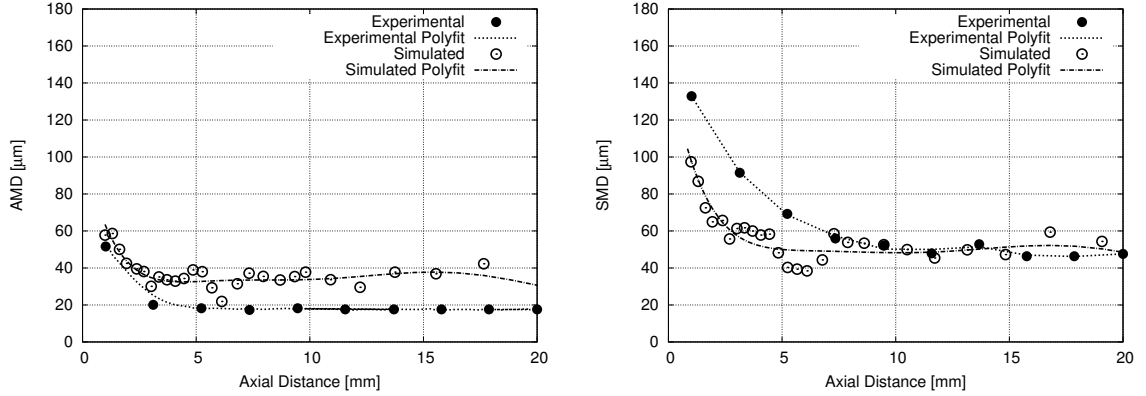 180
160
140
120
100
80
60
40
20
0
AMD [µm]
0 5 10 15 20
Axial Distance [mm]
Experimental
Experimental Polyfit
Simulated
Simulated Polyfit
180
160
140
120
100
80
60
40
20
0
SMD [µm]
0 5 10 15 20
Axial Distance [mm]
Experimental
Experimental Polyfit
Simulated
Simulated Polyfit